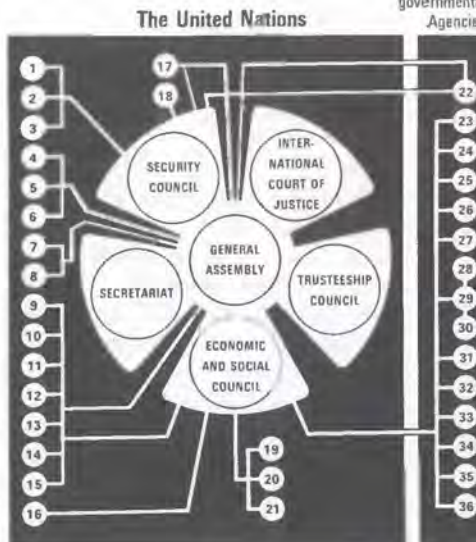 The United Nations
government
Agencie
1
2
3
4
5
6
7
8
9
10
11
12
13
14
15
16
17
18
SECURITY
COUNCIL
INTER-
NATIONAL
COURT OF
JUSTICE
GENERAL
ASSEMBLY
SECRETARIAT
TRUSTEESHIP
COUNCIL
ECONOMIC
AND SOCIAL
COUNCIL
19
20
21
22
23
24
25
26
27
28
29
30
31
32
33
34
35
36